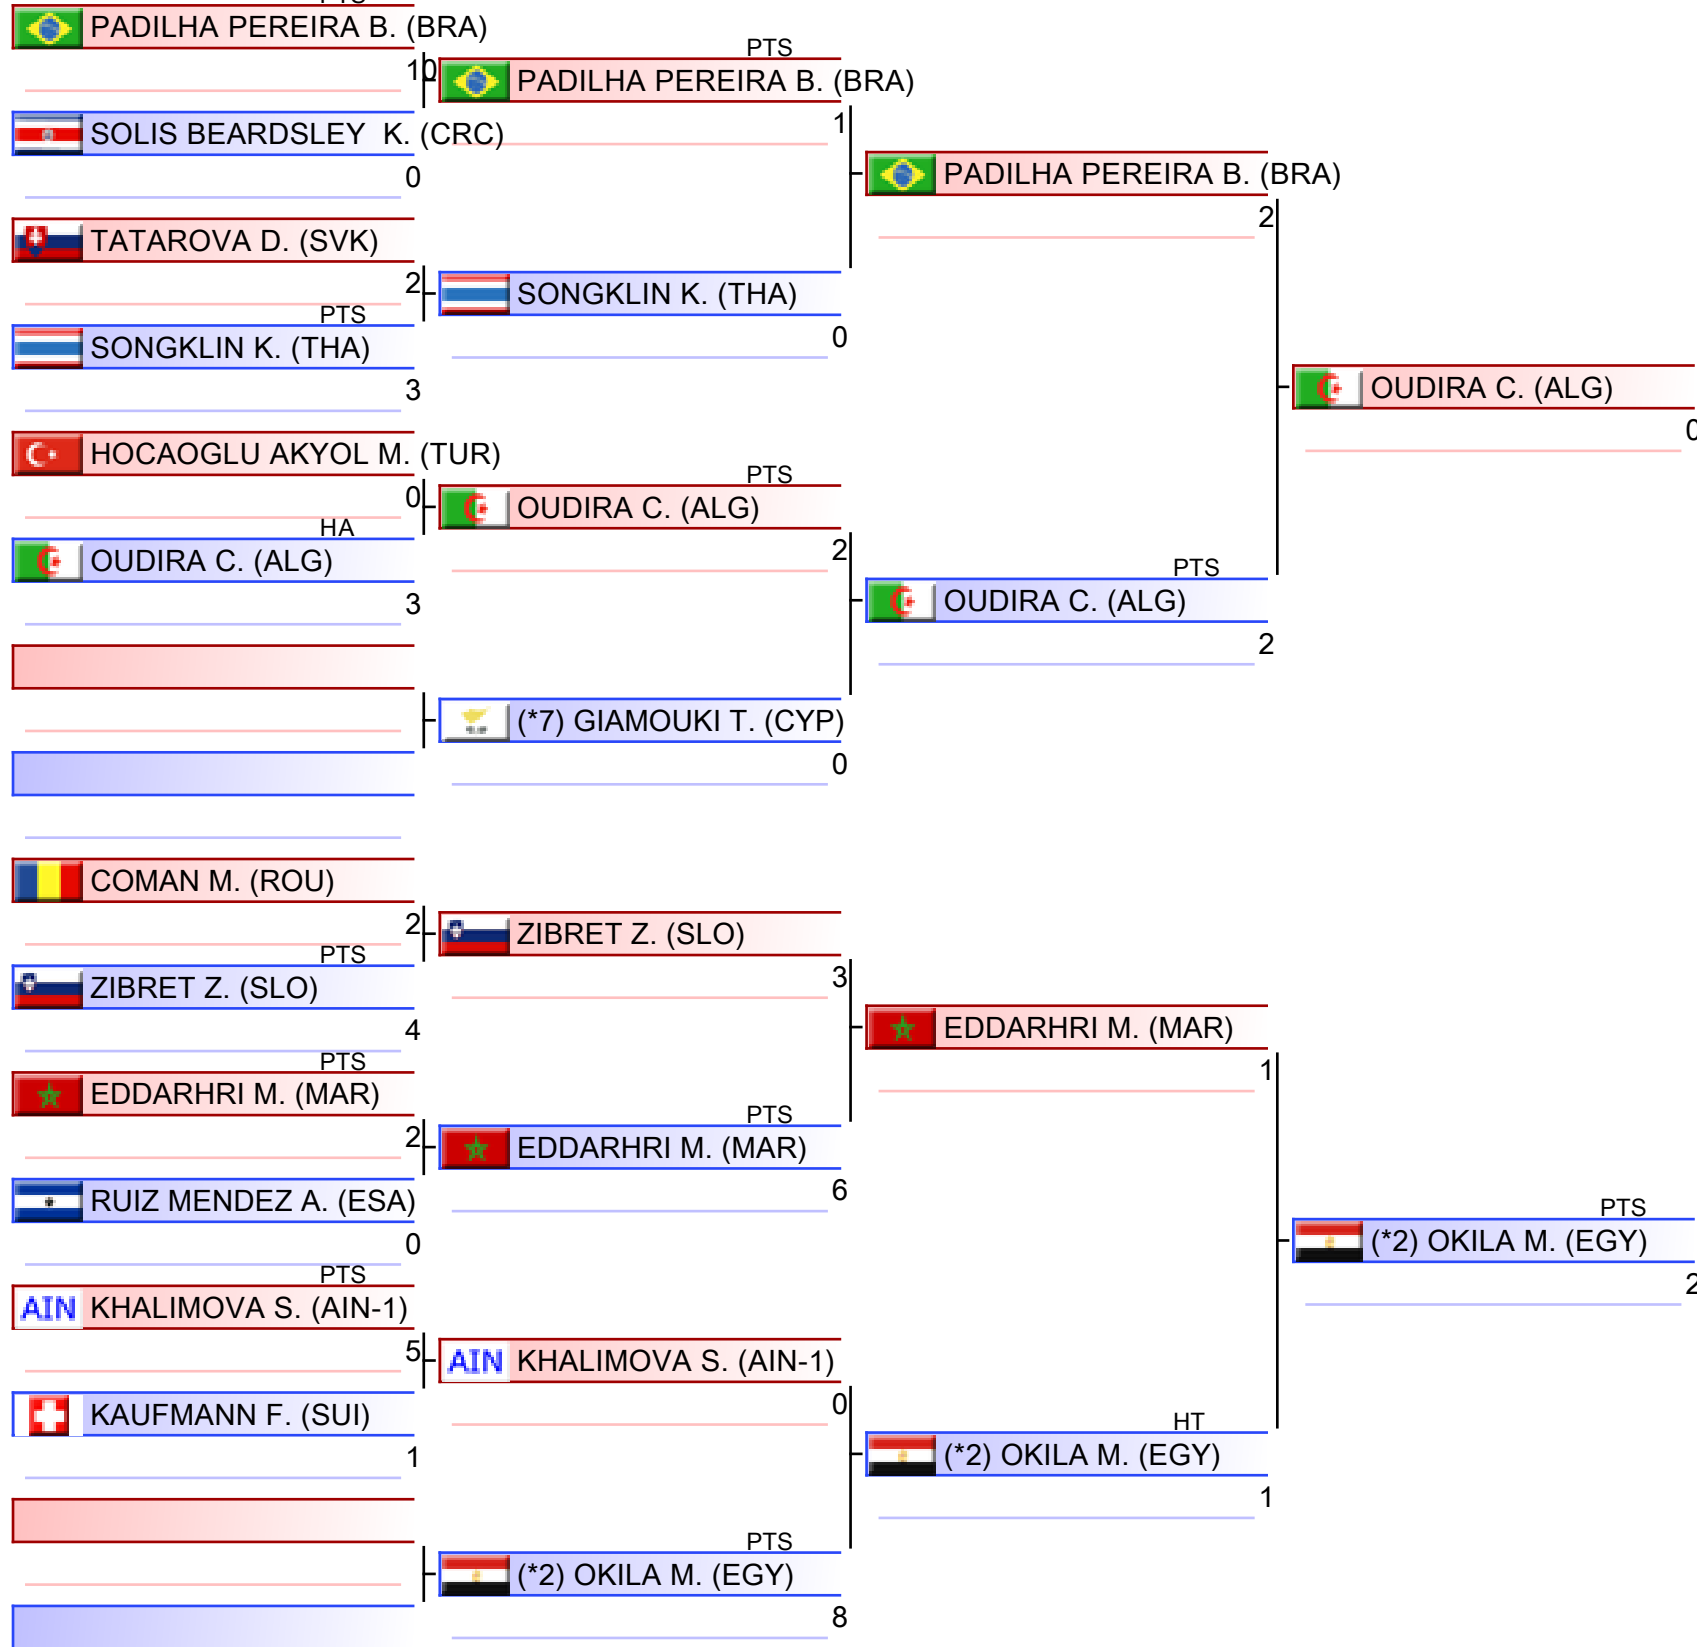 PTS
PADILHA PEREIRA B. (BRA)
10
PTS
PADILHA PEREIRA B. (BRA)
1
SOLIS BEARDSLEY K. (CRC)
0
PADILHA PEREIRA B. (BRA)
2
TATAROVA D. (SVK)
2
SONGKLIN K. (THA)
0
PTS
SONGKLIN K. (THA)
3
OUDIRA C. (ALG)
0
HOCAOGLU AKYOL M. (TUR)
0
PTS
OUDIRA C. (ALG)
2
HA
OUDIRA C. (ALG)
3
PTS
OUDIRA C. (ALG)
2
(*7) GIAMOUKI T. (CYP)
0
COMAN M. (ROU)
2
ZIBRET Z. (SLO)
3
PTS
ZIBRET Z. (SLO)
4
EDDARHRI M. (MAR)
1
PTS
EDDARHRI M. (MAR)
2
PTS
EDDARHRI M. (MAR)
6
RUIZ MENDEZ A. (ESA)
0
PTS
(*2) OKILA M. (EGY)
2
PTS
AIN KHALIMOVA S. (AIN-1)
5
AIN KHALIMOVA S. (AIN-1)
0
KAUFMANN F. (SUI)
1
HT
(*2) OKILA M. (EGY)
1
PTS
(*2) OKILA M. (EGY)
8